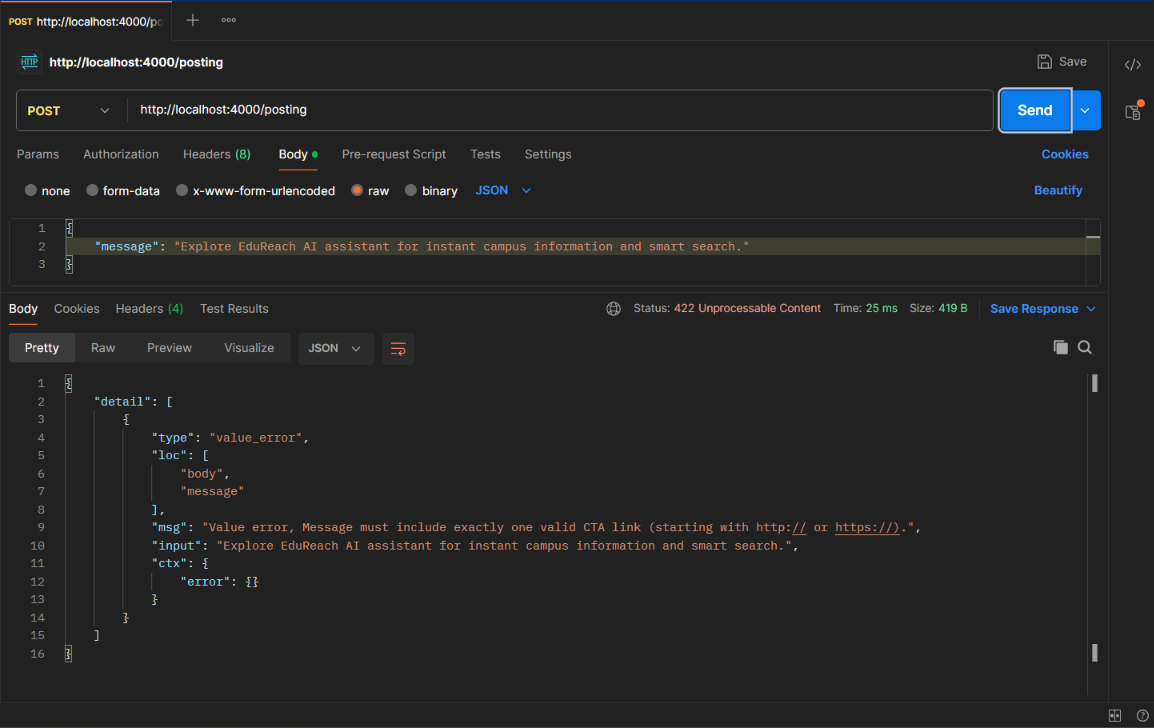 POST http://localhost:4000/po
http://localhost:4000/posting
Save
POST
http://localhost:4000/posting
Send
Params Authorization Headers (8) Body Pre-request Script Tests Settings Cookies
none form-data x-www-form-urlencoded raw binary JSON Beautify
1 {
2 "message": "Explore EduReach AI assistant for instant campus information and smart search."
3 }
Body Cookies Headers (4) Test Results Status: 422 Unprocessable Content Time: 25 ms Size: 419 B Save Response
Pretty Raw Preview Visualize JSON
1 {
2 "detail": [
3 {
4 "type": "value_error",
5 "loc": [
6 "body",
7 "message"
8 ],
9 "msg": "Value error, Message must include exactly one valid CTA link (starting with http:// or https://).",
10 "input": "Explore EduReach AI assistant for instant campus information and smart search.",
11 "ctx": {
12 "error": {}
13 }
14 }
15 ]
16 }